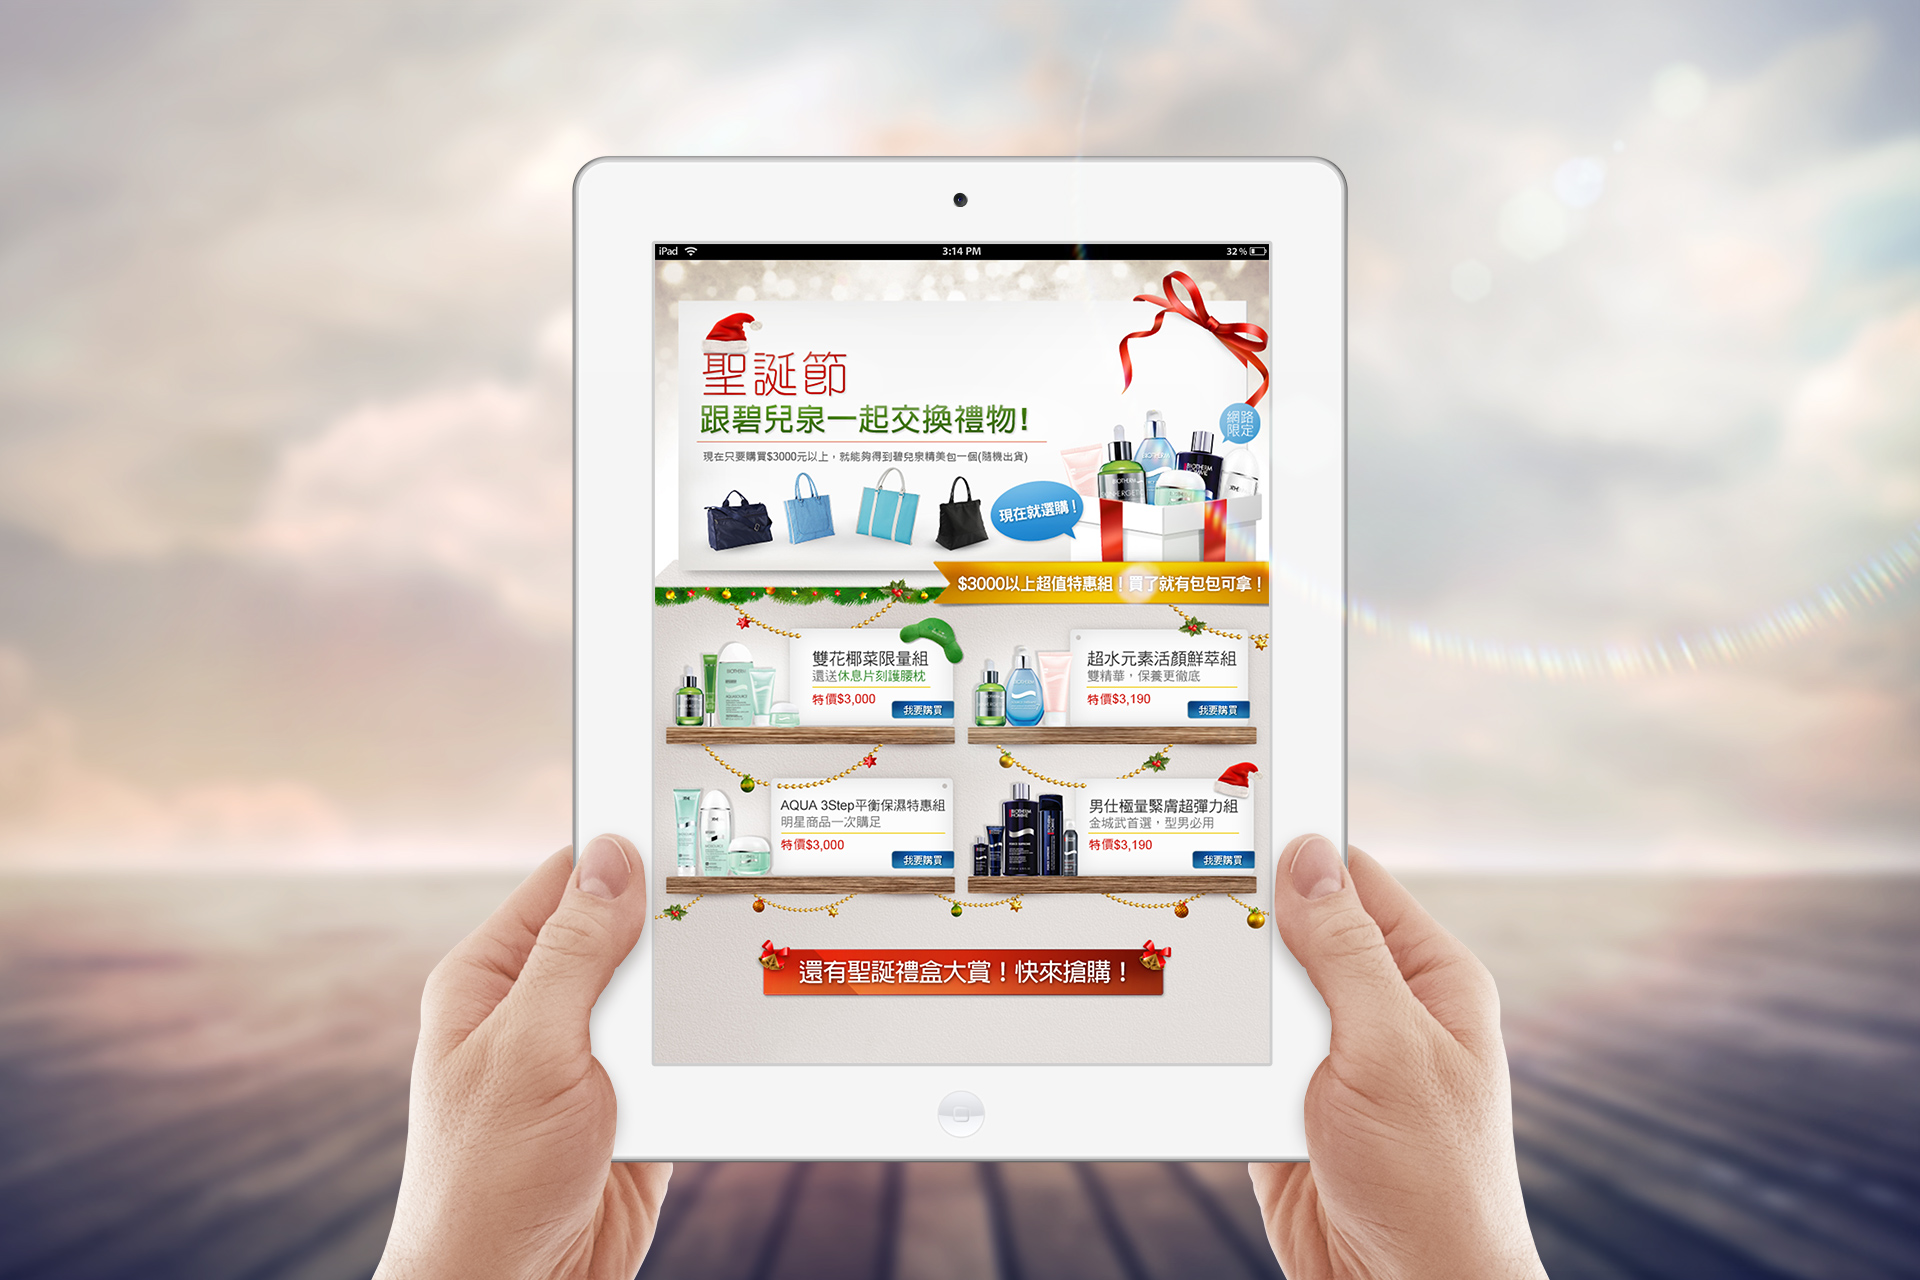 iPad
3:14 PM
32%
聖誕節
跟碧兒泉一起交換禮物!
現在只要購買$3000元以上，就能夠得到碧兒泉精美包一個(隨機出貨)
網路
限定
現在就選購！
BIOTHERM
BIOTHERM
$3000以上超值特惠組！買了就有包包可拿！
雙花椰菜限量組
還送休息片刻護腰枕
特價$3,000
我要購買
超水元素活顏鮮萃組
雙精華，保養更徹底
特價$3,190
我要購買
AQUA 3Step平衡保濕特惠組
明星商品一次購足
特價$3,000
我要購買
男仕極量緊膚超彈力組
金城武首選，型男必用
特價$3,190
我要購買
還有聖誕禮盒大賞！快來搶購！